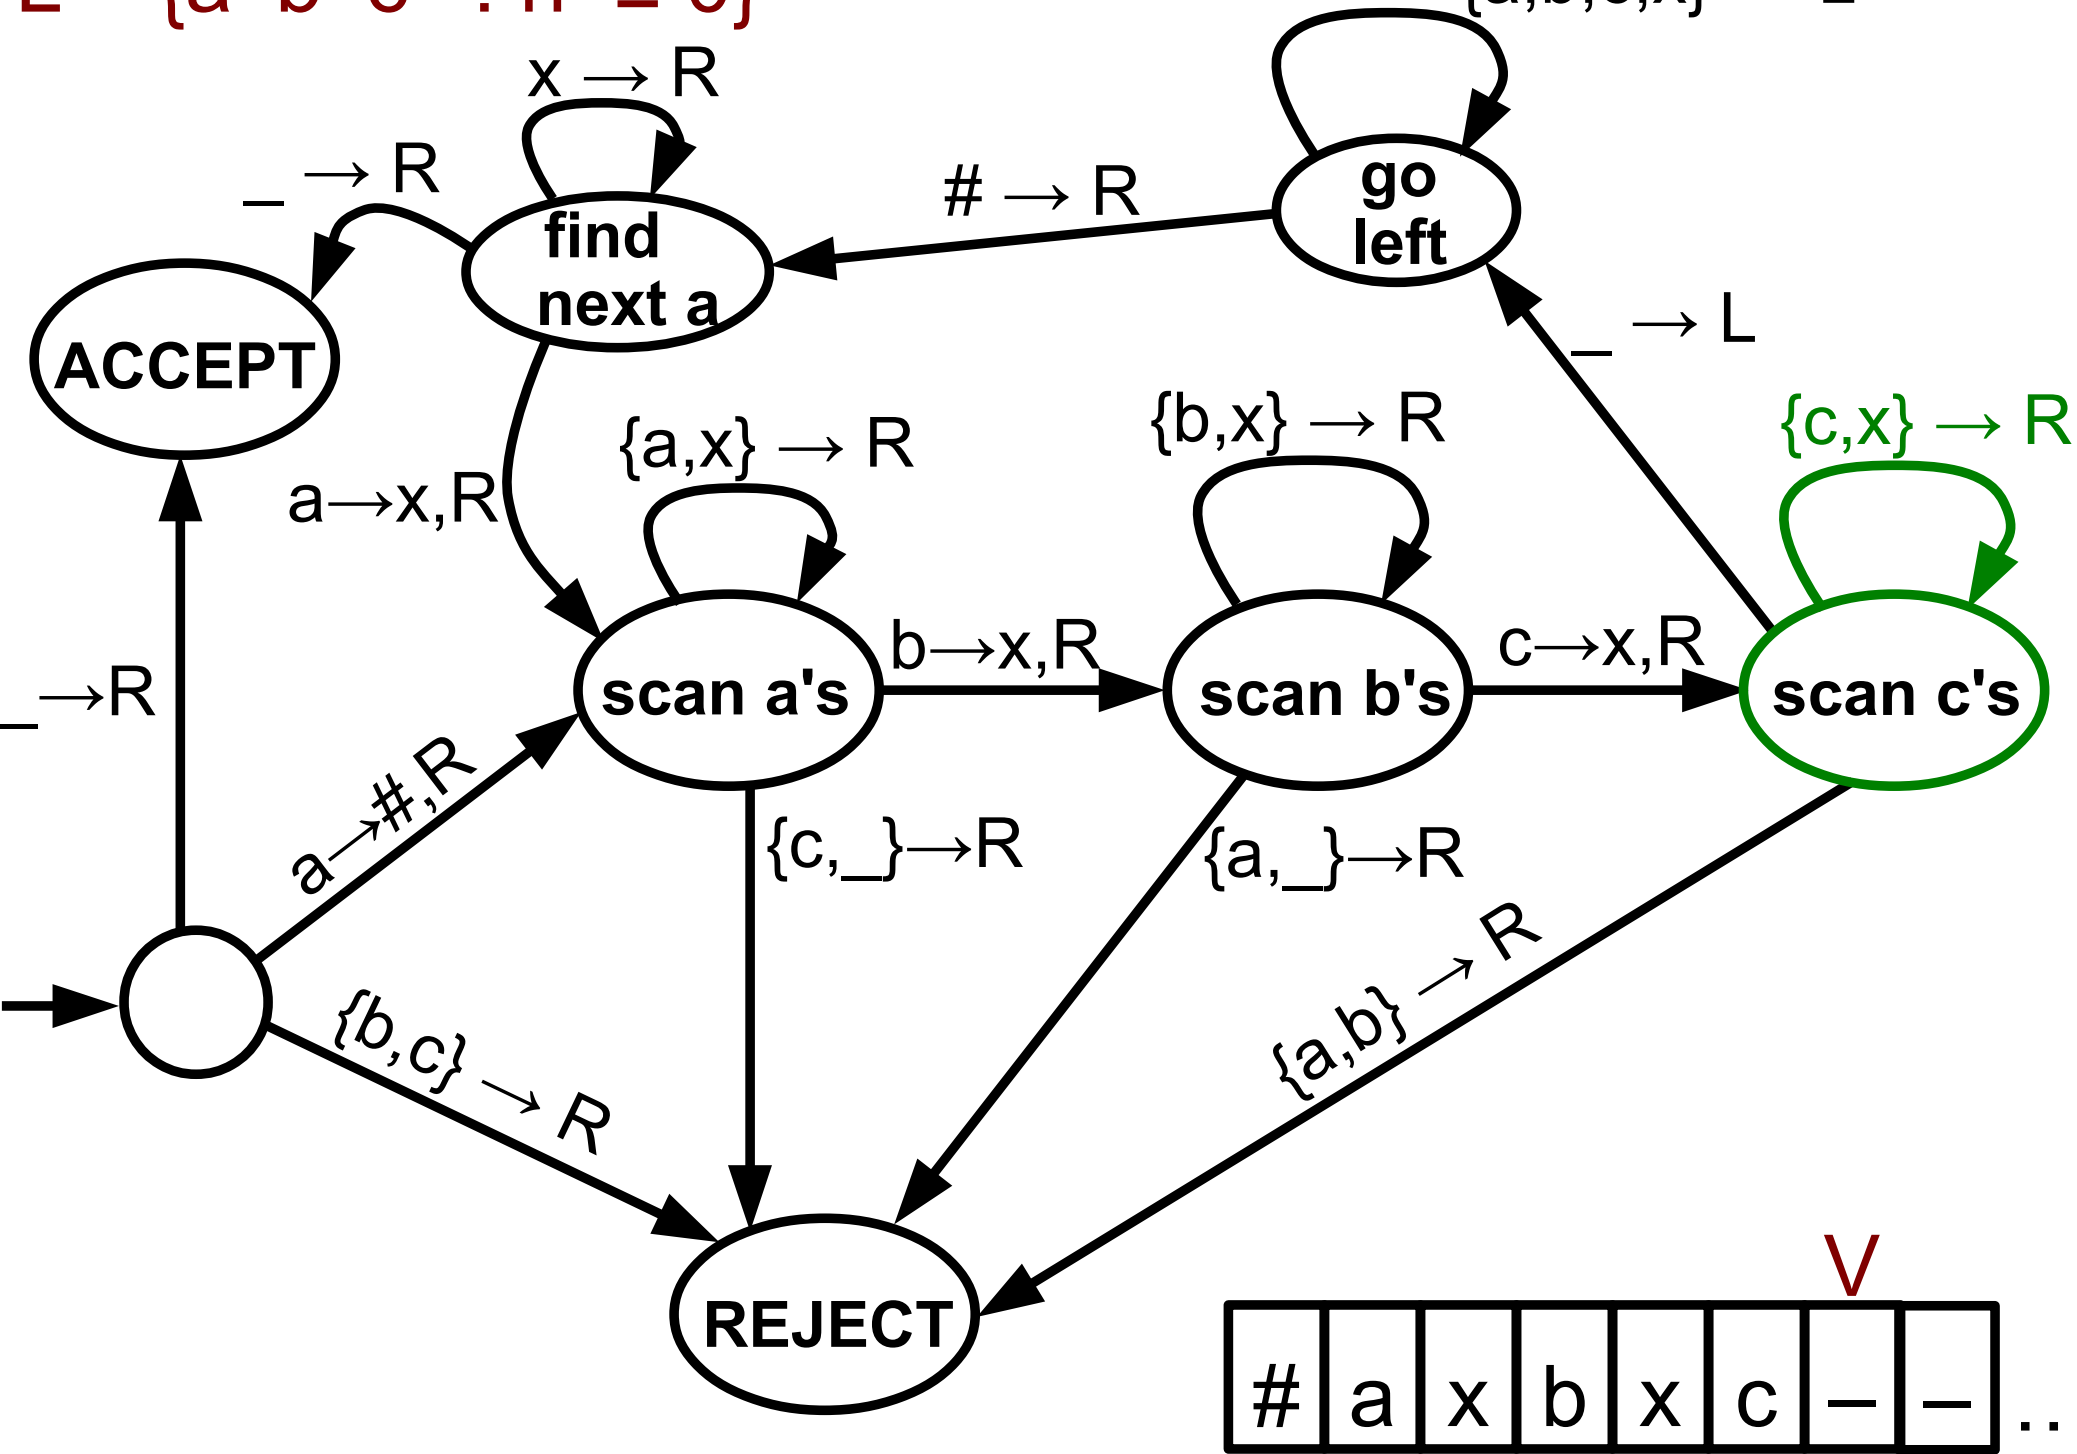 x → R
_ → R
# → R
find
next a
go
left
ACCEPT
_ → L
{a,x} → R
{b,x} → R
{c,x} → R
a→x,R
b→x,R
c→x,R
_→R
scan a's
scan b's
scan c's
a→#,R
{c,_}→R
{a,_}→R
{b,c} → R
{a,b} → R
REJECT
V
# a x b x c _ _ ..